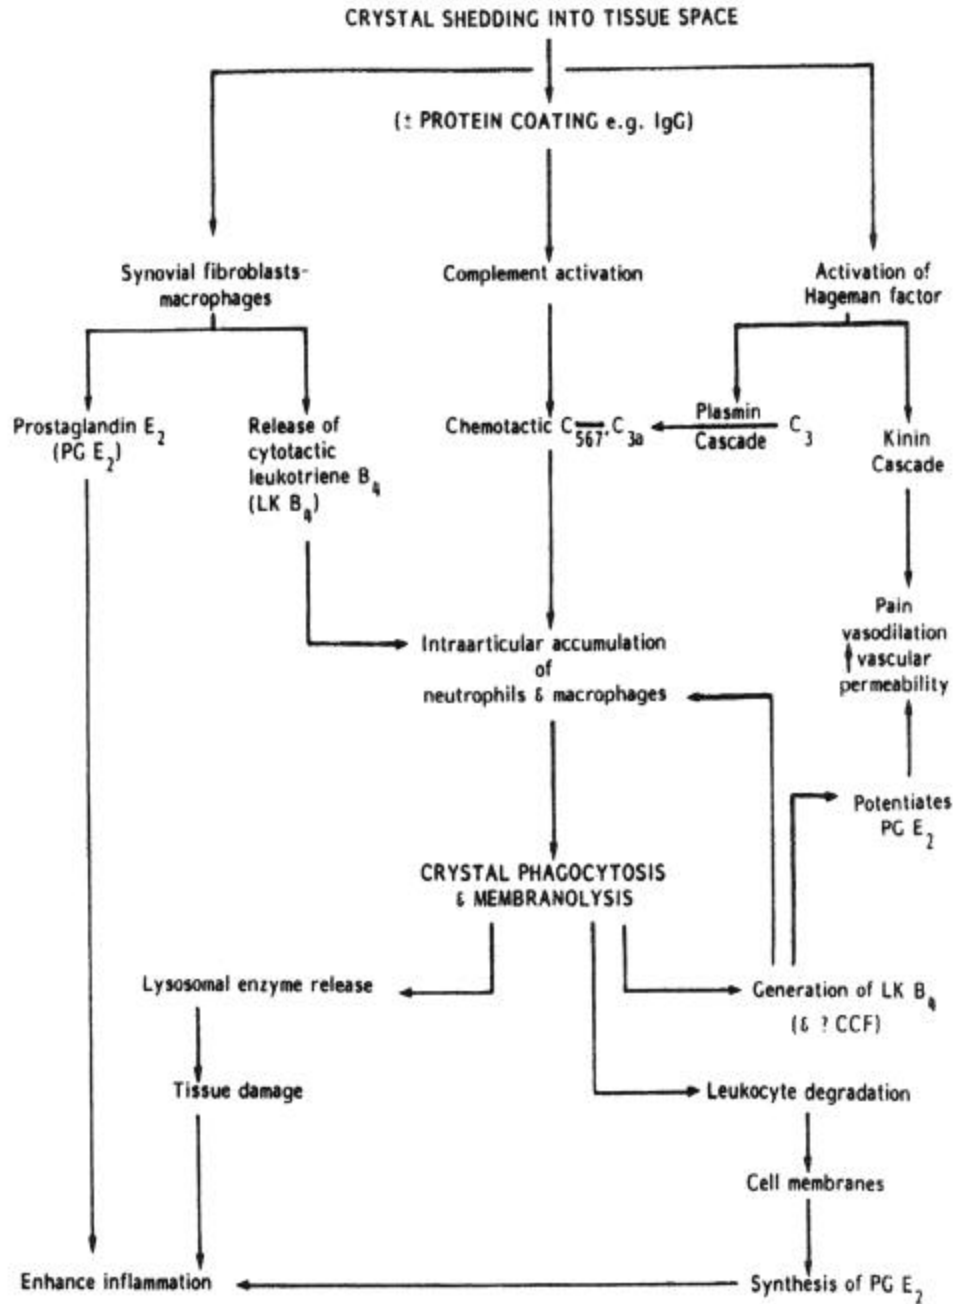 CRYSTAL SHEDDING INTO TISSUE SPACE
(± PROTEIN COATING e.g. IgG)
Synovial fibroblasts-
macrophages
Complement activation
Activation of
Hageman factor
Prostaglandin E2
(PG E2)
Release of
cytotactic
leukotriene B4
(LK B4)
Chemotactic C567, C3a
Plasmin
Cascade
C3
Kinin
Cascade
Pain
vasodilation
↑ vascular
permeability
Intraarticular accumulation
of
neutrophils & macrophages
Potentiates
PG E2
CRYSTAL PHAGOCYTOSIS
& MEMBRANOLYSIS
Lysosomal enzyme release
Generation of LK B4
(& ? CCF)
Tissue damage
Leukocyte degradation
Cell membranes
Enhance inflammation
Synthesis of PG E2